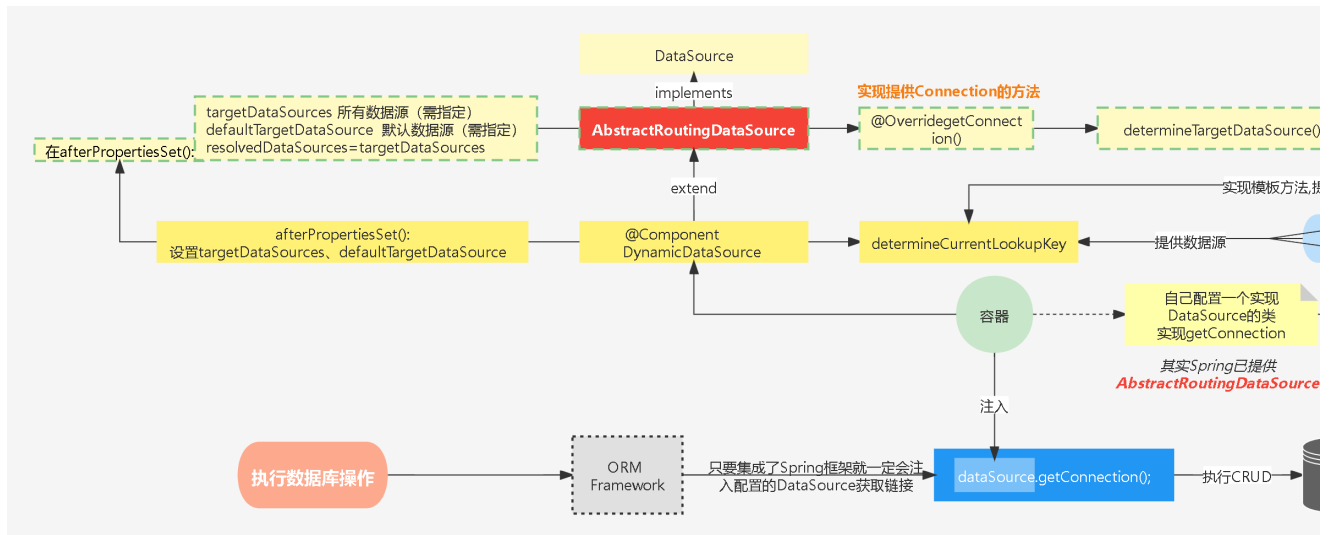 DataSource
implements
实现提供Connection的方法
targetDataSources 所有数据源（需指定）
defaultTargetDataSource 默认数据源（需指定）
resolvedDataSources=targetDataSources
AbstractRoutingDataSource
@OverridegetConnect
ion()
determineTargetDataSource()
在afterPropertiesSet():
extend
实现模板方法,提
afterPropertiesSet():
设置targetDataSources、defaultTargetDataSource
@Component
DynamicDataSource
determineCurrentLookupKey
提供数据源
容器
自己配置一个实现
DataSource的类
实现getConnection
其实Spring已提供
AbstractRoutingDataSource
注入
执行数据库操作
ORM
Framework
只要集成了Spring框架就一定会注
入配置的DataSource获取链接
dataSource.getConnection();
执行CRUD